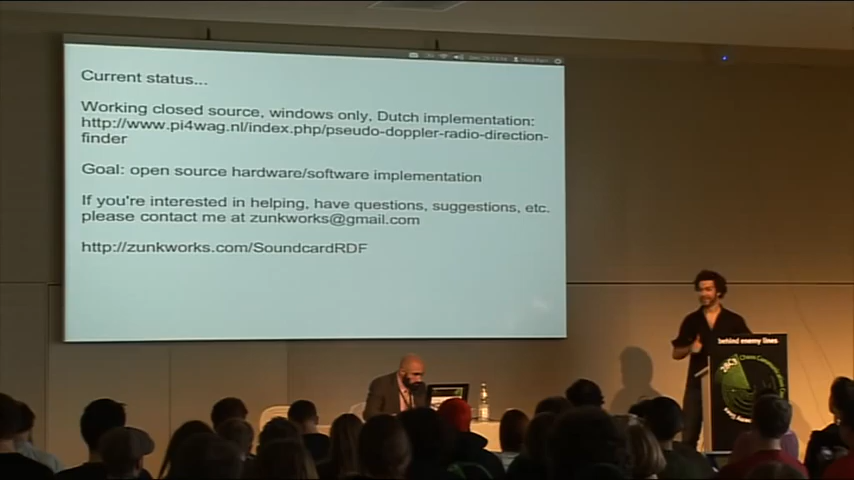 Current status...
Working closed source, windows only, Dutch implementation:
http://www.pi4wag.nl/index.php/pseudo-doppler-radio-direction-
finder
Goal: open source hardware/software implementation
If you're interested in helping, have questions, suggestions, etc.
please contact me at zunkworks@gmail.com
http://zunkworks.com/SoundcardRDF
behind enemy lines
28C3